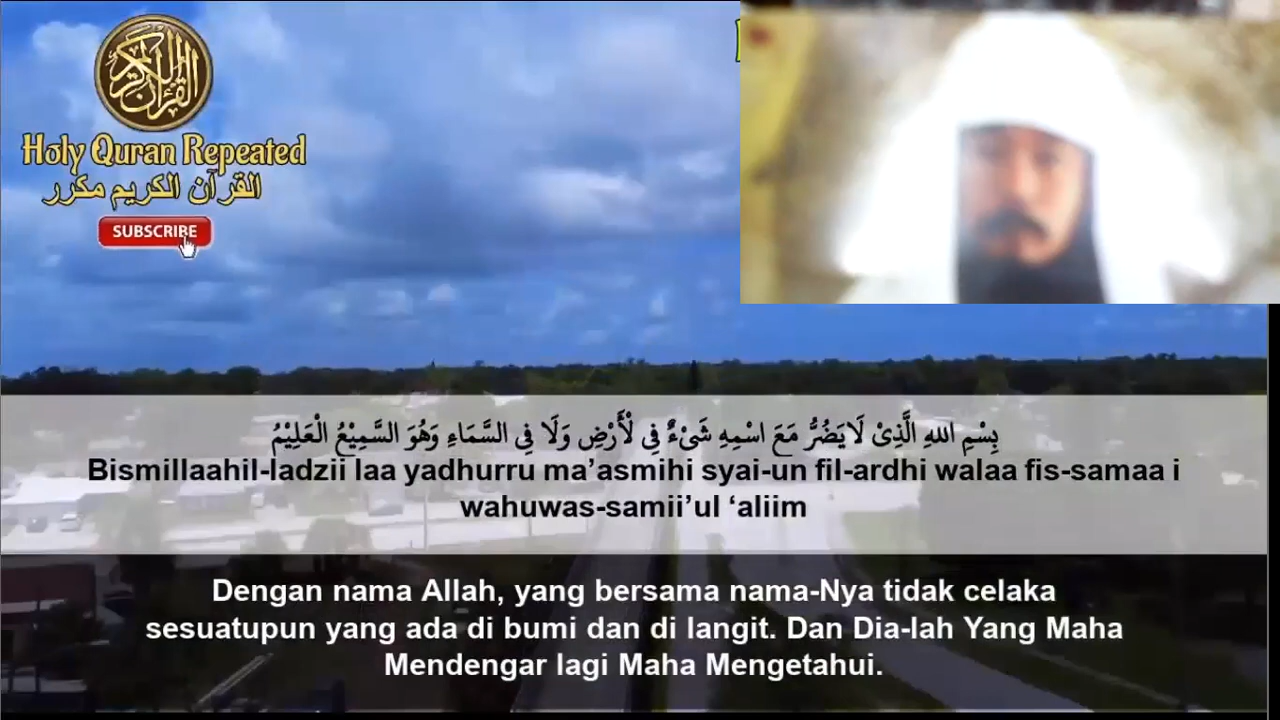 القرآن الكريم
Holy Quran Repeated
القرآن الكريم مكرر
SUBSCRIBE
بِسْمِ اللهِ الَّذِىْ لَايَضُرُّ مَعَ اسْمِهِ شَىْءٌ فِى لْأَرْضِ وَلَا فِى السَّمَاءِ وَهُوَ السَّمِيْعُ الْعَلِيْمُ
Bismillaahil-ladzii laa yadhurru ma’asmihi syai-un fil-ardhi walaa fis-samaa i
wahuwas-samii’ul ‘aliim
Dengan nama Allah, yang bersama nama-Nya tidak celaka
sesuatupun yang ada di bumi dan di langit. Dan Dia-lah Yang Maha
Mendengar lagi Maha Mengetahui.